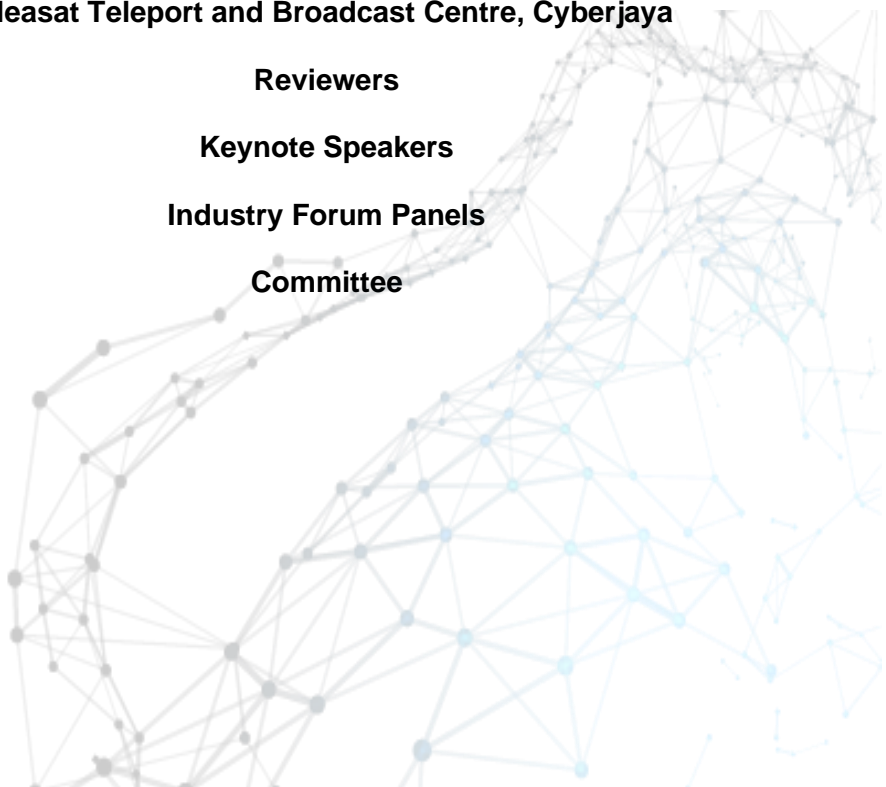 leasat Teleport and Broadcast Centre, Cyberjaya
Reviewers
Keynote Speakers
Industry Forum Panels
Committee